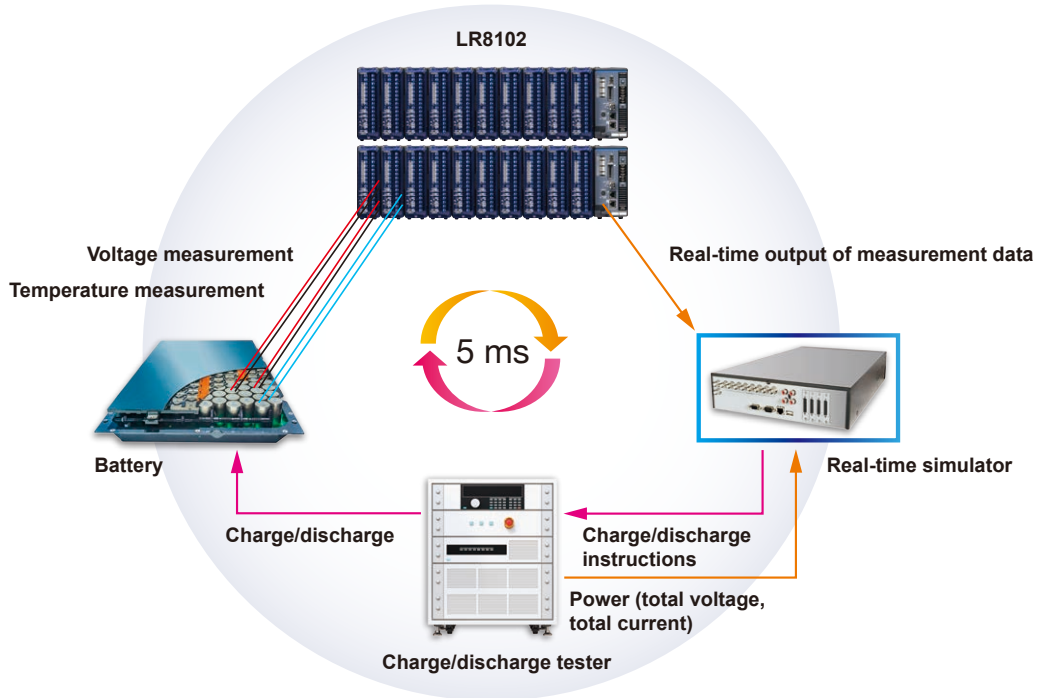 LR8102
Voltage measurement
Temperature measurement
Real-time output of measurement data
5 ms
Battery
Real-time simulator
Charge/discharge
Charge/discharge
instructions
Power (total voltage,
total current)
Charge/discharge tester